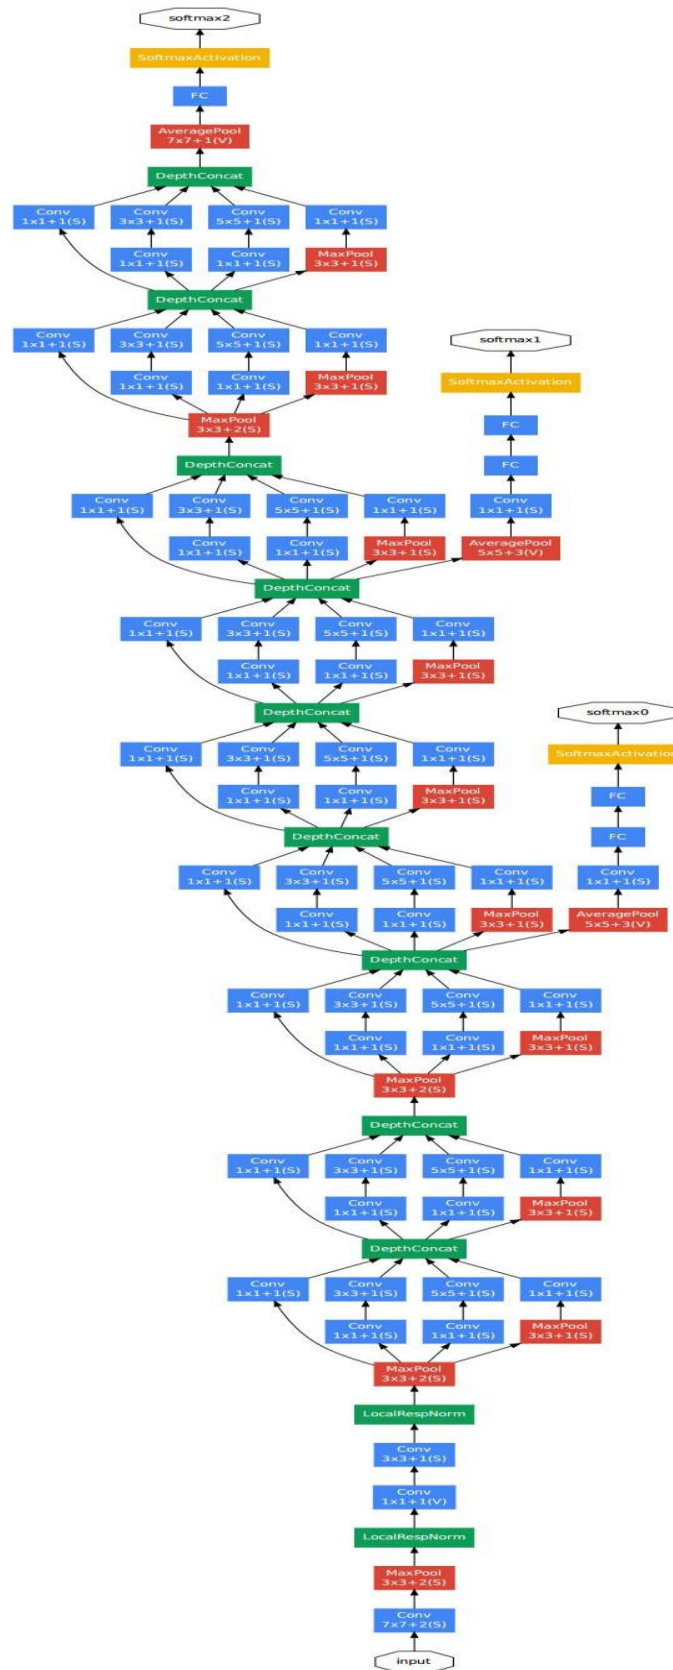 softmax2
SoftmaxActivation
FC
AveragePool
7x7+1(V)
DepthConcat
Conv Conv Conv Conv
1x1+1(S) 3x3+1(S) 5x5+1(S) 1x1+1(S)
Conv Conv MaxPool
1x1+1(S) 1x1+1(S) 3x3+1(S)
DepthConcat
Conv Conv Conv Conv
1x1+1(S) 3x3+1(S) 5x5+1(S) 1x1+1(S)
softmax1
Conv Conv MaxPool
1x1+1(S) 1x1+1(S) 3x3+1(S)
SoftmaxActivation
MaxPool
3x3+2(S)
FC
DepthConcat FC
Conv Conv Conv Conv Conv
1x1+1(S) 3x3+1(S) 5x5+1(S) 1x1+1(S) 1x1+1(S)
Conv Conv MaxPool AveragePool
1x1+1(S) 1x1+1(S) 3x3+1(S) 5x5+3(V)
DepthConcat
Conv Conv Conv Conv
1x1+1(S) 3x3+1(S) 5x5+1(S) 1x1+1(S)
Conv Conv MaxPool
1x1+1(S) 1x1+1(S) 3x3+1(S)
DepthConcat softmax0
Conv Conv Conv Conv
1x1+1(S) 3x3+1(S) 5x5+1(S) 1x1+1(S)
SoftmaxActivation
Conv Conv MaxPool
1x1+1(S) 1x1+1(S) 3x3+1(S)
FC
DepthConcat FC
Conv Conv Conv Conv Conv
1x1+1(S) 3x3+1(S) 5x5+1(S) 1x1+1(S) 1x1+1(S)
Conv Conv MaxPool AveragePool
1x1+1(S) 1x1+1(S) 3x3+1(S) 5x5+3(V)
DepthConcat
Conv Conv Conv Conv
1x1+1(S) 3x3+1(S) 5x5+1(S) 1x1+1(S)
Conv Conv MaxPool
1x1+1(S) 1x1+1(S) 3x3+1(S)
MaxPool
3x3+2(S)
DepthConcat
Conv Conv Conv Conv
1x1+1(S) 3x3+1(S) 5x5+1(S) 1x1+1(S)
Conv Conv MaxPool
1x1+1(S) 1x1+1(S) 3x3+1(S)
DepthConcat
Conv Conv Conv Conv
1x1+1(S) 3x3+1(S) 5x5+1(S) 1x1+1(S)
Conv Conv MaxPool
1x1+1(S) 1x1+1(S) 3x3+1(S)
MaxPool
3x3+2(S)
LocalRespNorm
Conv
3x3+1(S)
Conv
1x1+1(V)
LocalRespNorm
MaxPool
3x3+2(S)
Conv
7x7+2(S)
input